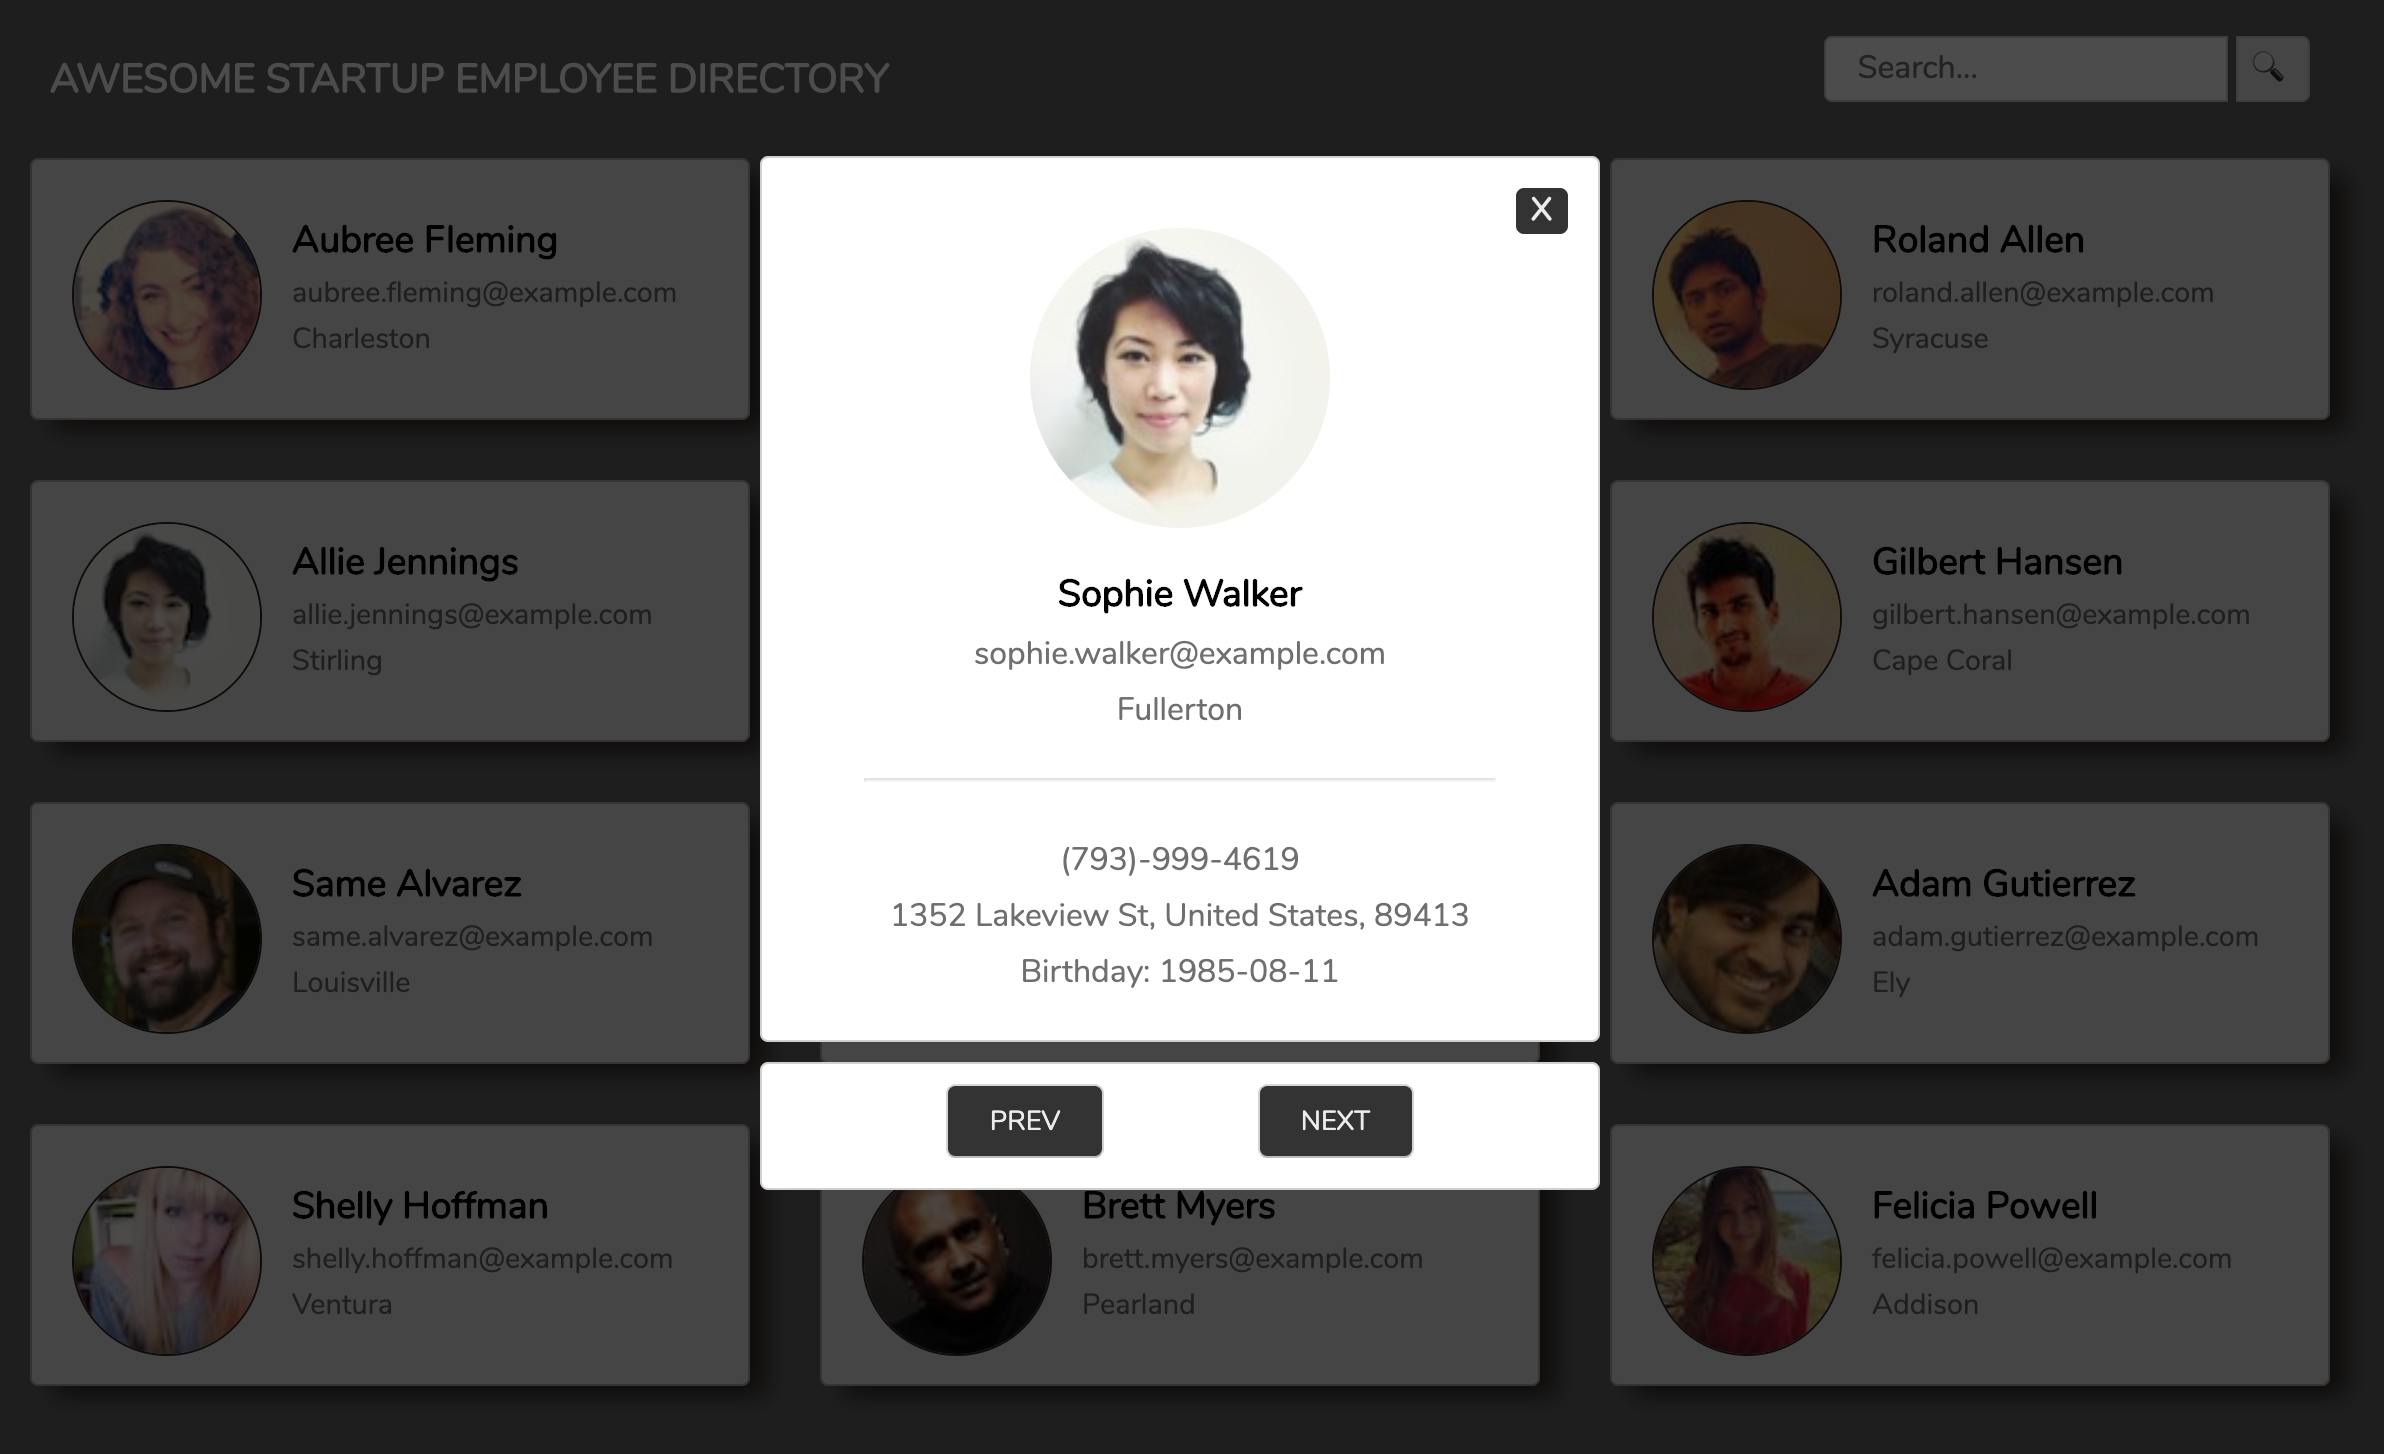 AWESOME STARTUP EMPLOYEE DIRECTORY
Search...
Aubree Fleming
aubree.fleming@example.com
Charleston
X
Sophie Walker
sophie.walker@example.com
Fullerton
(793)-999-4619
1352 Lakeview St, United States, 89413
Birthday: 1985-08-11
PREV
NEXT
Roland Allen
roland.allen@example.com
Syracuse
Allie Jennings
allie.jennings@example.com
Stirling
Gilbert Hansen
gilbert.hansen@example.com
Cape Coral
Same Alvarez
same.alvarez@example.com
Louisville
Adam Gutierrez
adam.gutierrez@example.com
Ely
Shelly Hoffman
shelly.hoffman@example.com
Ventura
Brett Myers
brett.myers@example.com
Pearland
Felicia Powell
felicia.powell@example.com
Addison